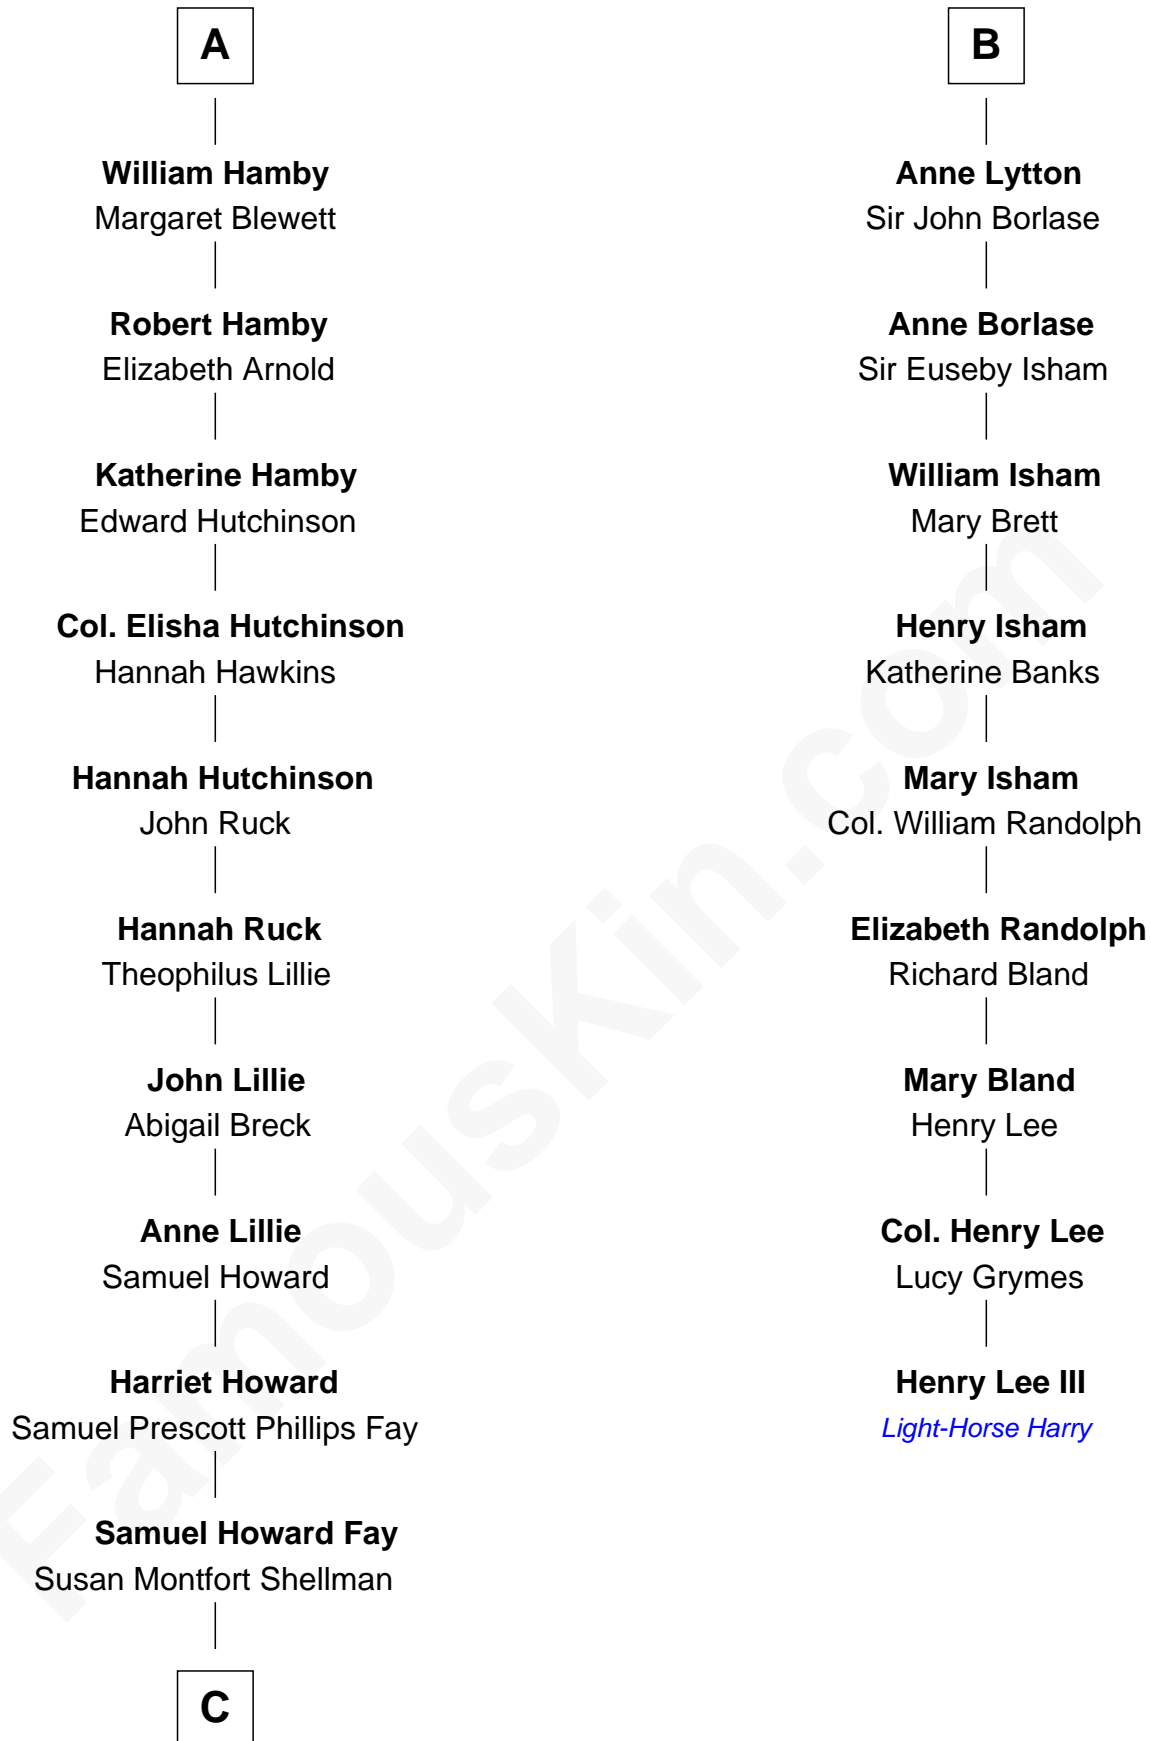 A
William Hamby
Margaret Blewett
Robert Hamby
Elizabeth Arnold
Katherine Hamby
Edward Hutchinson
Col. Elisha Hutchinson
Hannah Hawkins
Hannah Hutchinson
John Ruck
Hannah Ruck
Theophilus Lillie
John Lillie
Abigail Breck
Anne Lillie
Samuel Howard
Harriet Howard
Samuel Prescott Phillips Fay
Samuel Howard Fay
Susan Montfort Shellman
C
B
Anne Lytton
Sir John Borlase
Anne Borlase
Sir Euseby Isham
William Isham
Mary Brett
Henry Isham
Katherine Banks
Mary Isham
Col. William Randolph
Elizabeth Randolph
Richard Bland
Mary Bland
Henry Lee
Col. Henry Lee
Lucy Grymes
Henry Lee III
Light-Horse Harry
FamousKin.com